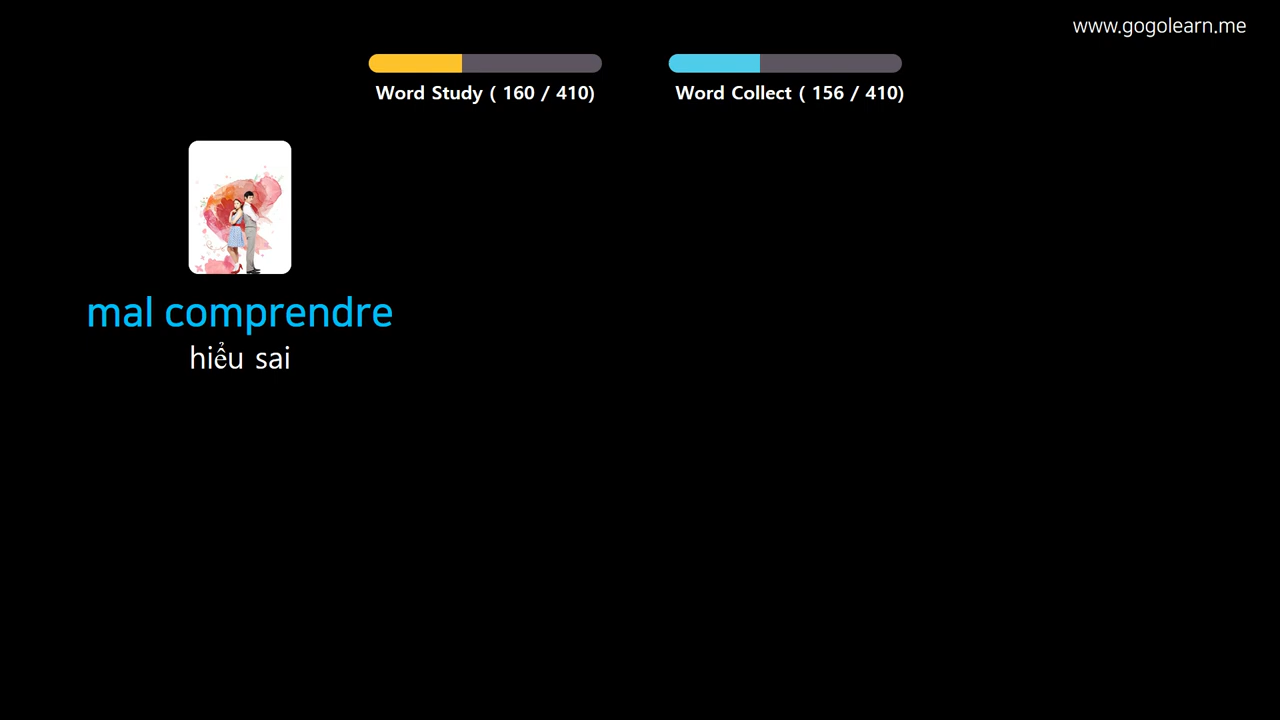 www.gogolearn.me
Word Study ( 160 / 410)
Word Collect ( 156 / 410)
mal comprendre
hiểu sai